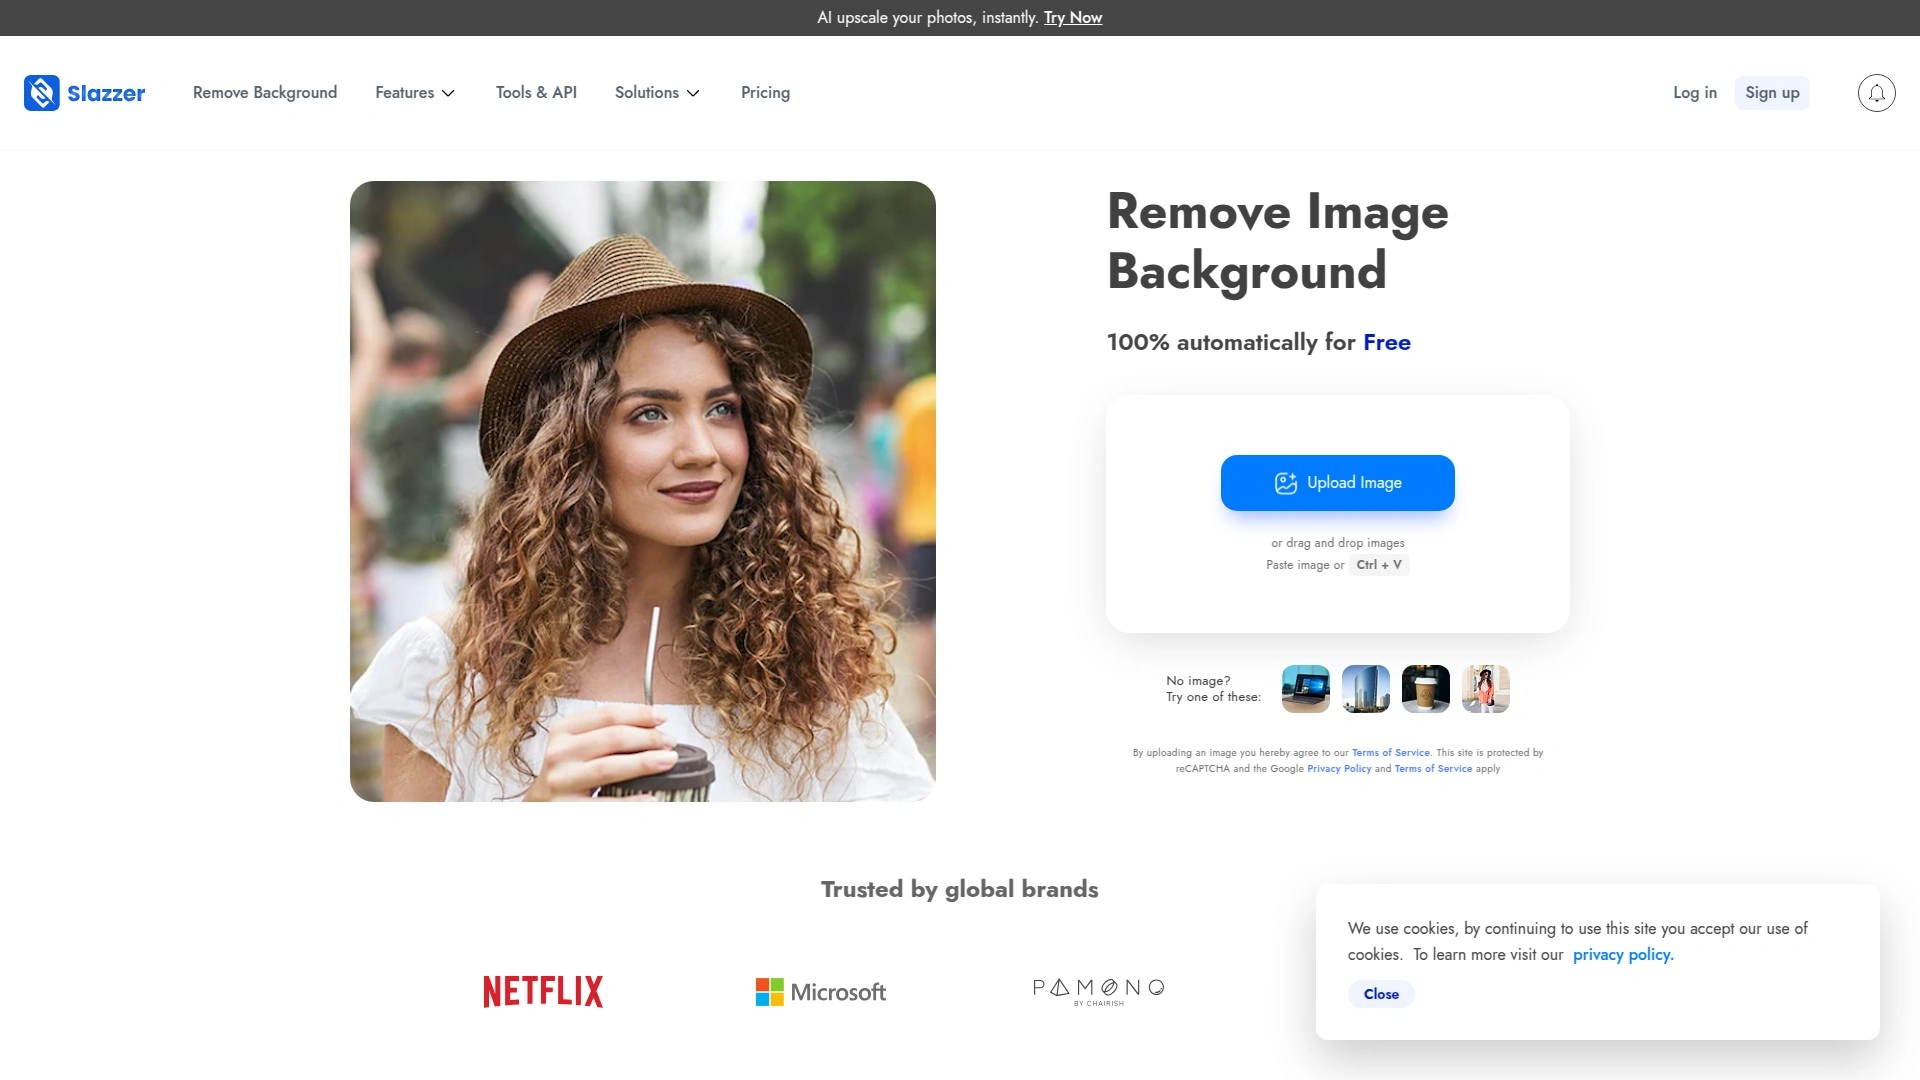 AI upscale your photos, instantly. Try Now
Slazzer
Remove Background
Features
Tools & API
Solutions
Pricing
Log in
Sign up
Remove Image
Background
100% automatically for Free
Upload Image
or drag and drop images
Paste image or Ctrl + V
No image?
Try one of these:
By uploading an image you hereby agree to our Terms of Service. This site is protected by
reCAPTCHA and the Google Privacy Policy and Terms of Service apply
Trusted by global brands
NETFLIX
Microsoft
PAMONO
BY CHAIRISH
We use cookies, by continuing to use this site you accept our use of
cookies. To learn more visit our privacy policy.
Close